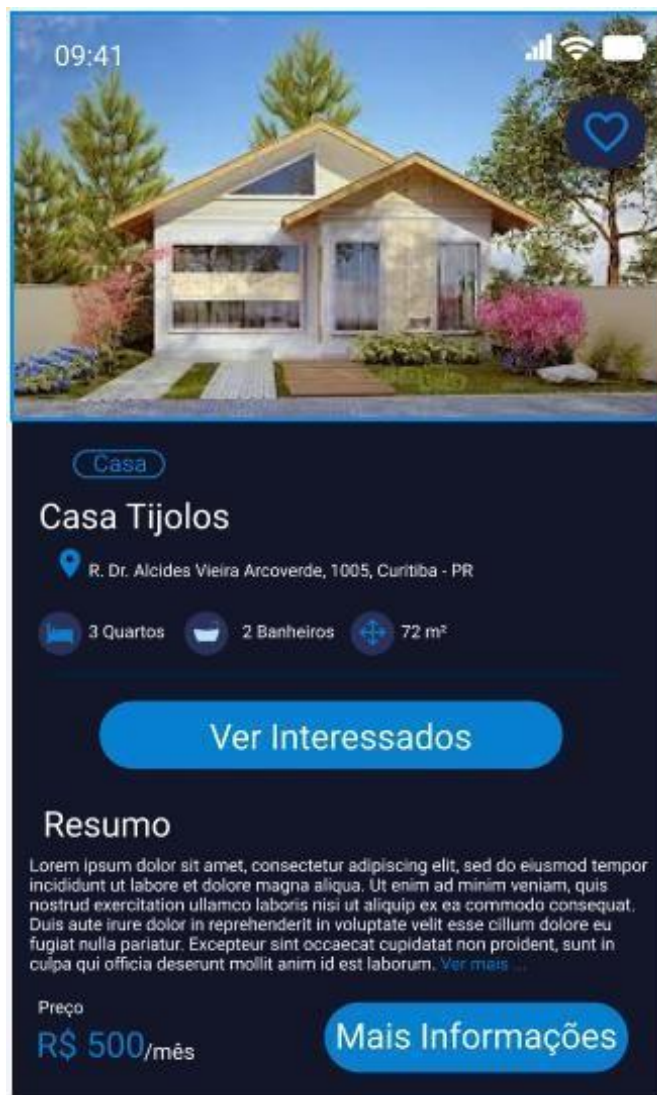 09:41
Casa
Casa Tijolos
R. Dr. Alcides Vieira Arcoverde, 1005, Curitiba - PR
3 Quartos 2 Banheiros 72 m²
Ver Interessados
Resumo
Lorem ipsum dolor sit amet, consectetur adipiscing elit, sed do eiusmod tempor
incididunt ut labore et dolore magna aliqua. Ut enim ad minim veniam, quis
nostrud exercitation ullamco laboris nisi ut aliquip ex ea commodo consequat.
Duis aute irure dolor in reprehenderit in voluptate velit esse cillum dolore eu
fugiat nulla pariatur. Excepteur sint occaecat cupidatat non proident, sunt in
culpa qui officia deserunt mollit anim id est laborum. Ver mais ...
Preço
R$ 500/mês
Mais Informações